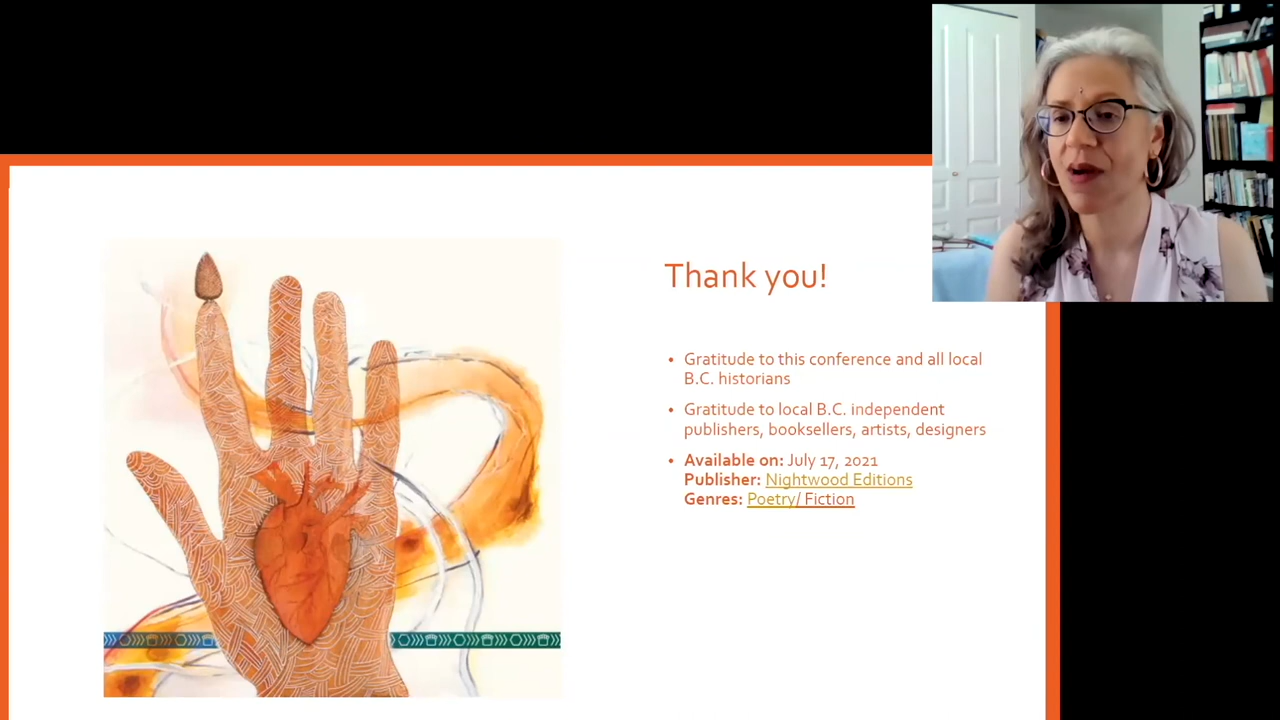 Thank you!
• Gratitude to this conference and all local
B.C. historians
• Gratitude to local B.C. independent
publishers, booksellers, artists, designers
• Available on: July 17, 2021
Publisher: Nightwood Editions
Genres: Poetry/ Fiction